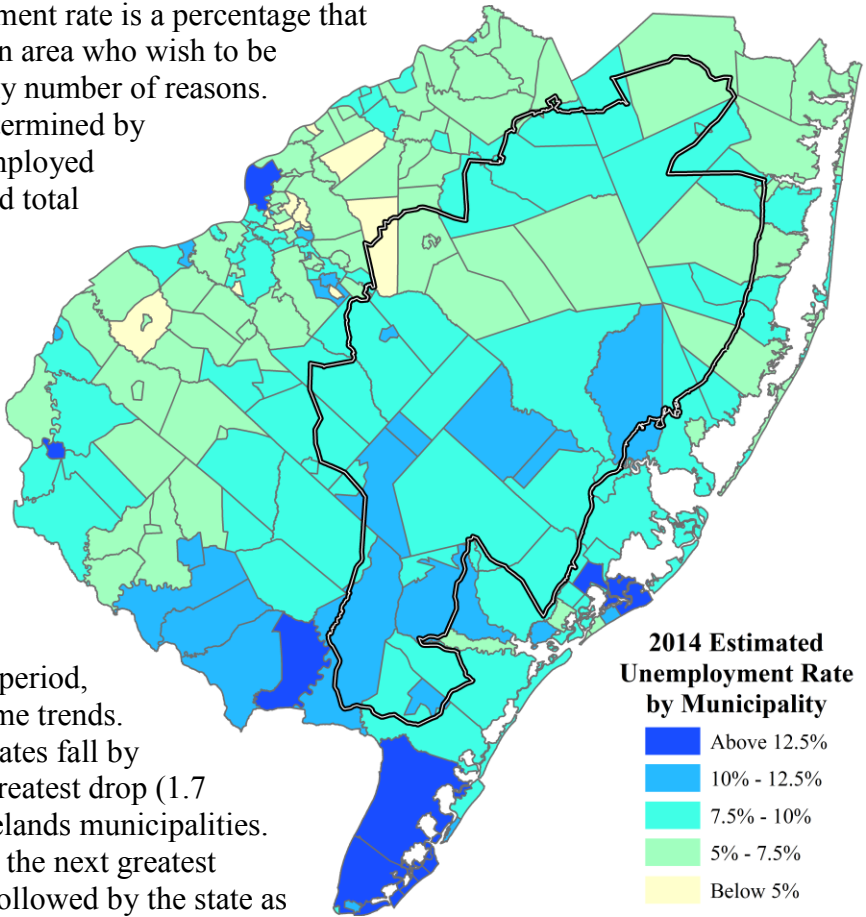 ment rate is a percentage that
n area who wish to be
y number of reasons.
termined by
mployed
d total
period,
me trends.
ates fall by
reatest drop (1.7
elands municipalities.
the next greatest
ollowed by the state as
2014 Estimated
Unemployment Rate
by Municipality
Above 12.5%
10% - 12.5%
7.5% - 10%
5% - 7.5%
Below 5%